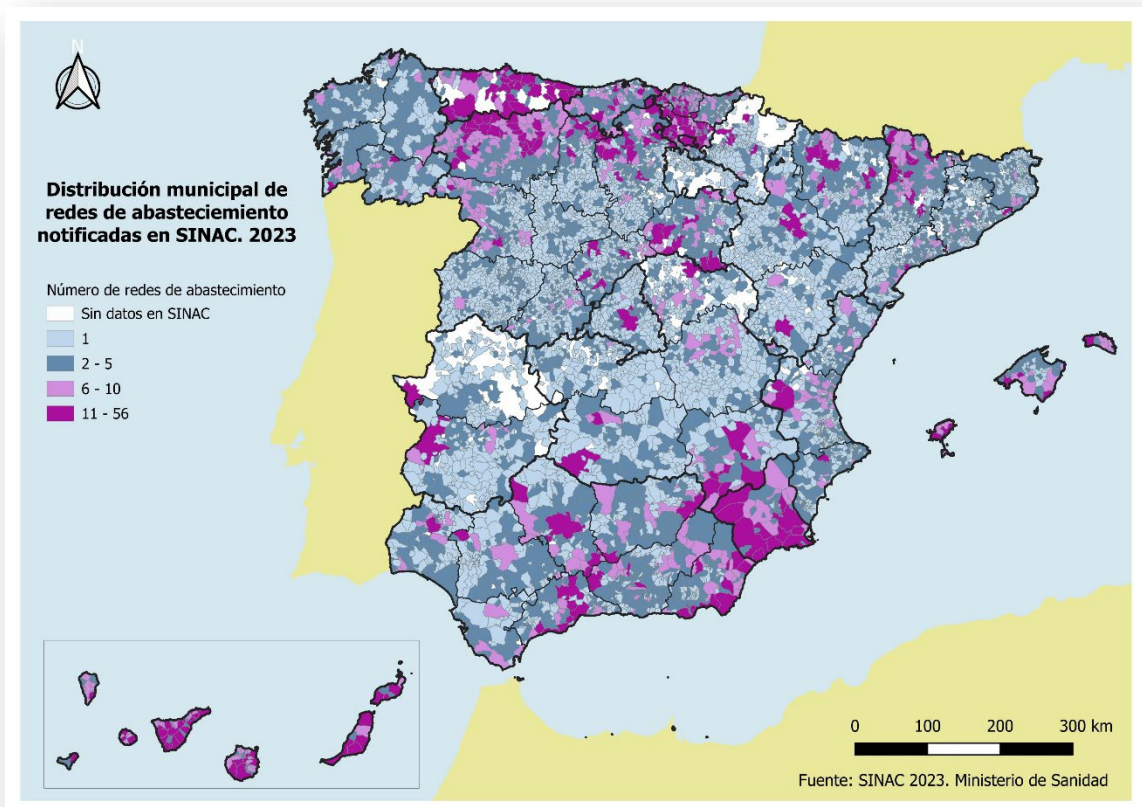 N
Distribución municipal de
redes de abasteciemiento
notificadas en SINAC. 2023
Número de redes de abastecimiento
Sin datos en SINAC
1
2 - 5
6 - 10
11 - 56
0 100 200 300 km
Fuente: SINAC 2023. Ministerio de Sanidad